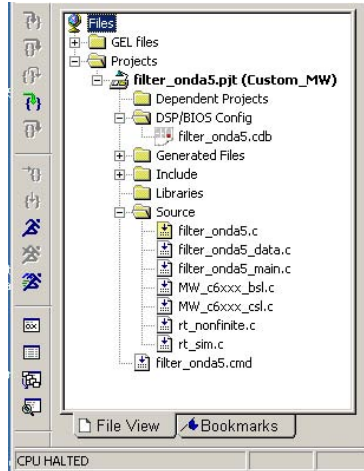 Files
GEL files
Projects
filter_onda5.pjt (Custom_MW)
Dependent Projects
DSP/BIOS Config
filter_onda5.cdb
Generated Files
Include
Libraries
Source
filter_onda5.c
filter_onda5_data.c
filter_onda5_main.c
MW_c6xxx_bsl.c
MW_c6xxx_csl.c
rt_nonfinite.c
rt_sim.c
filter_onda5.cmd
File View Bookmarks
CPU HALTED